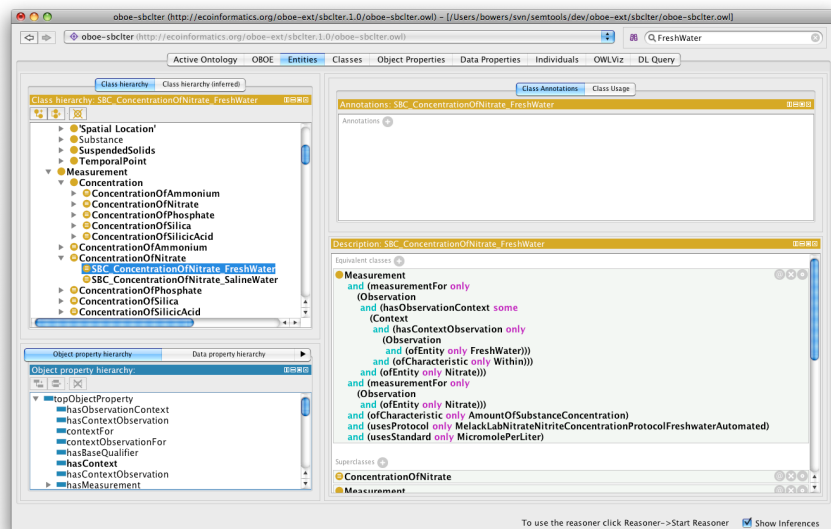 oboe-sbclter (http://ecoinformatics.org/oboe-ext/sbclter.1.0/oboe-sbclter.owl) - [/Users/bowers/svn/semtools/dev/oboe-ext/sbclter/oboe-sbclter.owl]
oboe-sbclter (http://ecoinformatics.org/oboe-ext/sbclter.1.0/oboe-sbclter.owl)
FreshWater
Active Ontology OBOE Entities Classes Object Properties Data Properties Individuals OWLViz DL Query
Class hierarchy Class hierarchy (inferred)
Class hierarchy: SBC_ConcentrationOfNitrate_FreshWater
'Spatial Location'
Substance
SuspendedSolids
TemporalPoint
Measurement
Concentration
ConcentrationOfAmmonium
ConcentrationOfNitrate
ConcentrationOfPhosphate
ConcentrationOfSilica
ConcentrationOfSilicicAcid
ConcentrationOfAmmonium
ConcentrationOfNitrate
SBC_ConcentrationOfNitrate_FreshWater
SBC_ConcentrationOfNitrate_SalineWater
ConcentrationOfPhosphate
ConcentrationOfSilica
ConcentrationOfSilicicAcid
Object property hierarchy Data property hierarchy
Object property hierarchy:
topObjectProperty
hasObservationContext
hasContextObservation
contextFor
contextObservationFor
hasBaseQualifier
hasContext
hasContextObservation
hasMeasurement
Class Annotations Class Usage
Annotations: SBC_ConcentrationOfNitrate_FreshWater
Annotations
Description: SBC_ConcentrationOfNitrate_FreshWater
Equivalent classes
Measurement
and (measurementFor only
(Observation
and (hasObservationContext some
(Context
and (hasContextObservation only
(Observation
and (ofEntity only FreshWater)))
and (ofCharacteristic only Within)))
and (ofEntity only Nitrate)))
and (measurementFor only
(Observation
and (ofEntity only Nitrate)))
and (ofCharacteristic only AmountOfSubstanceConcentration)
and (usesProtocol only MelackLabNitrateNitriteConcentrationProtocolFreshwaterAutomated)
and (usesStandard only MicromolePerLiter)
Superclasses
ConcentrationOfNitrate
Measurement
To use the reasoner click Reasoner->Start Reasoner Show Inferences